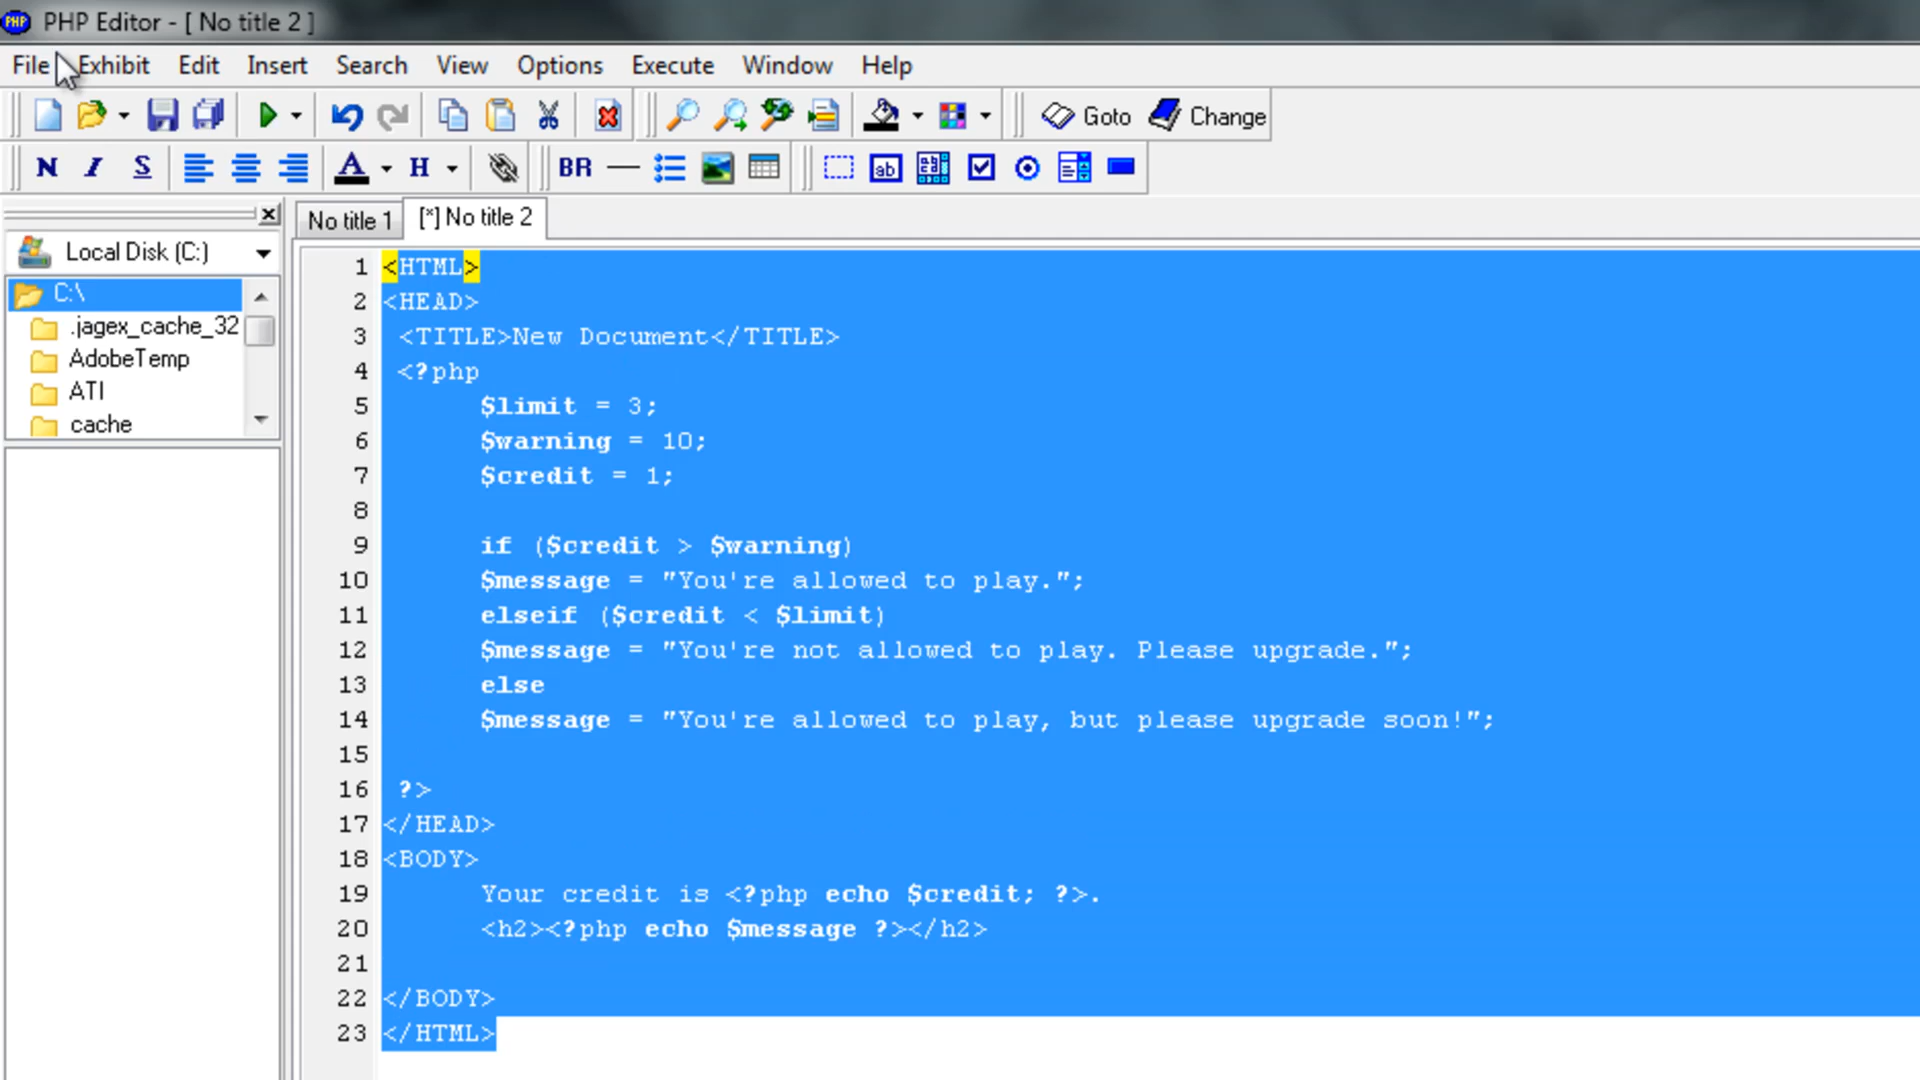 PHP Editor - [ No title 2 ]
File Exhibit Edit Insert Search View Options Execute Window Help
Goto Change
N I S A H BR ab
No title 1 [*] No title 2
Local Disk (C:)
C:\
.jagex_cache_32
AdobeTemp
ATI
cache
1 <HTML>
2 <HEAD>
3 <TITLE>New Document</TITLE>
4 <?php
5 $limit = 3;
6 $warning = 10;
7 $credit = 1;
8
9 if ($credit > $warning)
10 $message = "You're allowed to play.";
11 elseif ($credit < $limit)
12 $message = "You're not allowed to play. Please upgrade.";
13 else
14 $message = "You're allowed to play, but please upgrade soon!";
15
16 ?>
17 </HEAD>
18 <BODY>
19 Your credit is <?php echo $credit; ?>.
20 <h2><?php echo $message ?></h2>
21
22 </BODY>
23 </HTML>